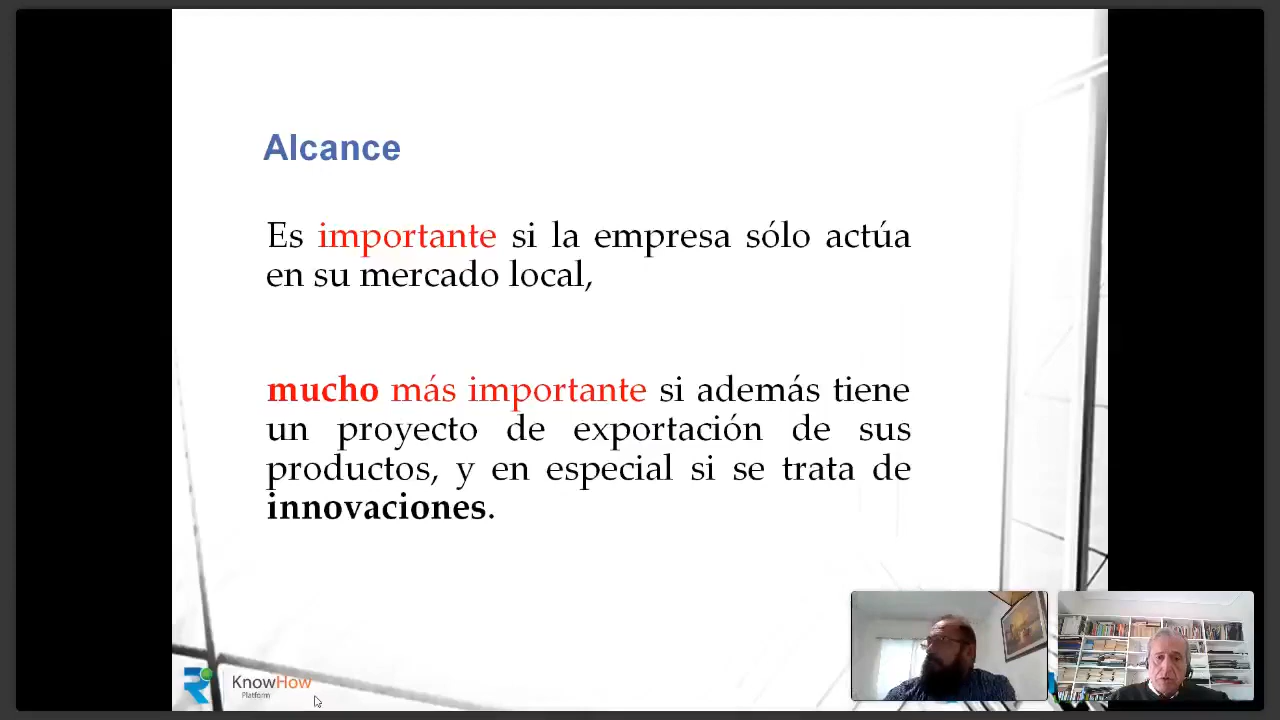 Alcance
Es importante si la empresa sólo actúa
en su mercado local,
mucho más importante si además tiene
un proyecto de exportación de sus
productos, y en especial si se trata de
innovaciones.
KnowHow
Platform